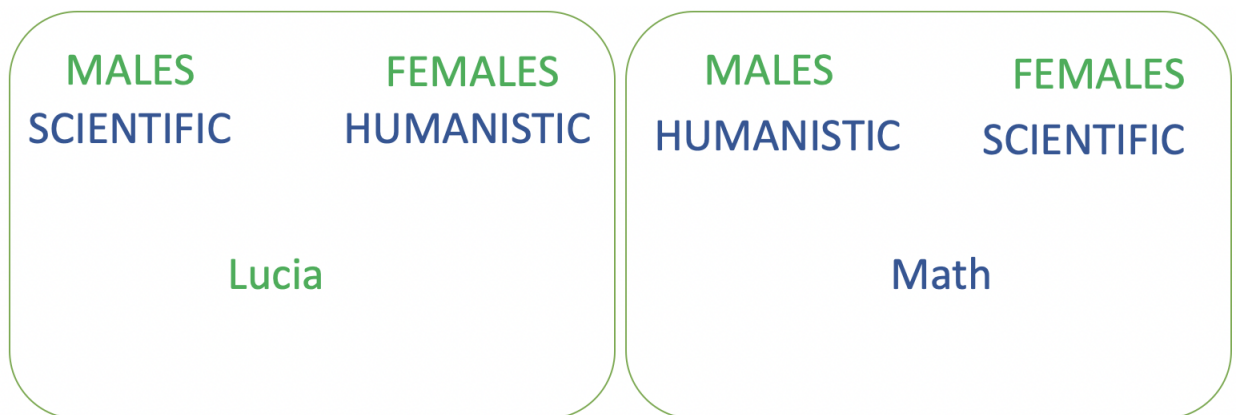 MALES FEMALES
SCIENTIFIC HUMANISTIC
Lucia
MALES FEMALES
HUMANISTIC SCIENTIFIC
Math